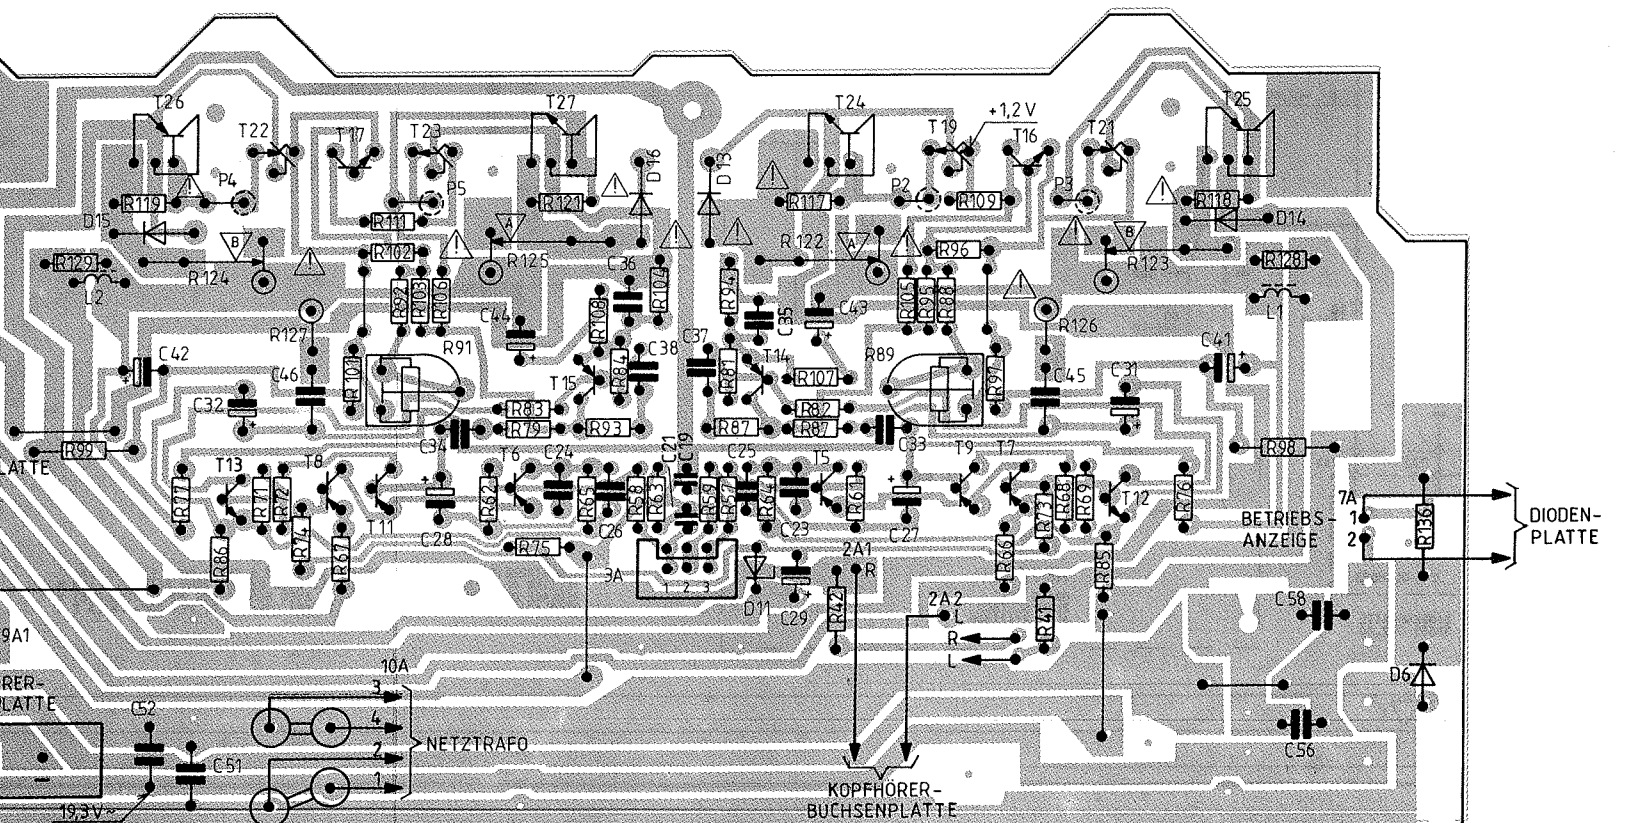 T26
T27
T24
T25
+1,2 V
T22
T17
T23
T19
T16
T21
D16
D13
P4
P5
P2
P3
R119
R121
R117
R109
R118
D15
R111
A
D14
B
R102
R122
A
R96
B
R129
R124
R125
C36
R104
R94
R123
R128
L2
R92
R103
R106
R108
C35
C43
R105
R95
R88
L1
C44
R127
R91
C37
R126
C42
R101
R84
C38
R81
T14
R89
R97
C41
C46
T15
R107
C45
C31
C32
R83
R82
R79
R93
R87
R87
C34
C33
R99
R98
LATTE
C21
C19
T13
T8
T6
C24
C25
T5
T9
T7
R77
R71
R72
R62
R65
R58
R63
R59
R57
R64
R61
R73
R68
R69
T12
R76
7A
T11
C28
C26
C23
C27
BETRIEBS-
ANZEIGE
1
2
R136
DIODEN-
PLATTE
R74
R86
R67
R75
2A1
R66
R85
3A
1 2 3
D11
C29
R42
R
2A2
L
R41
C58
9A1
R
L
RER-
LATTE
10A
3
D6
C52
4
NETZTRAFO
C56
C51
2
1
19,3V~
KOPFHÖRER-
BUCHSENPLATTE